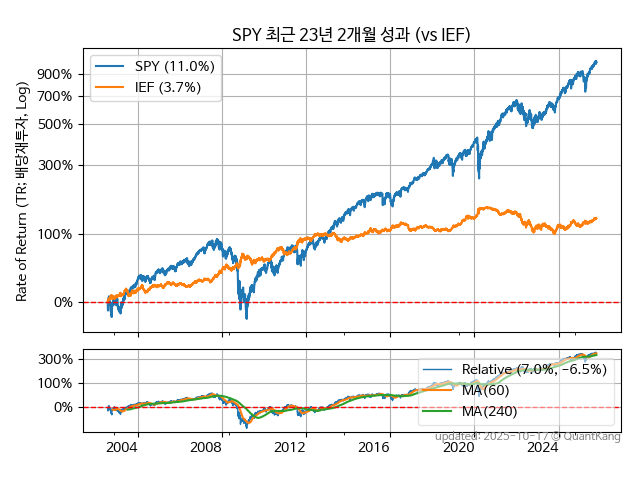 SPY 최근 23년 2개월 성과 (vs IEF)
Rate of Return (TR; 배당재투자, Log)
900%
700%
500%
300%
100%
0%
SPY (11.0%)
IEF (3.7%)
300%
100%
0%
Relative (7.0%, −6.5%)
MA(60)
MA(240)
2004
2008
2012
2016
2020
2024
updated: 2025-10-17 © QuantKang